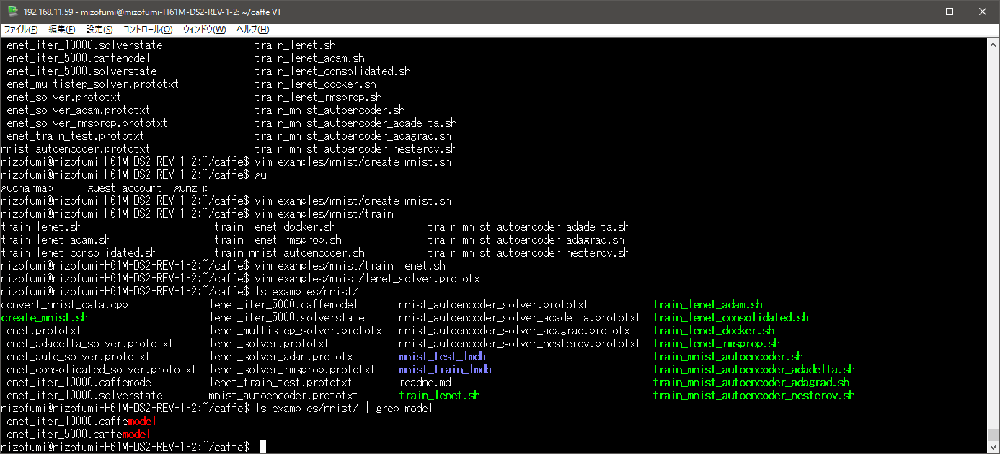 192.168.11.59 - mizofumi@mizofumi-H61M-DS2-REV-1-2: ~/caffe VT
ファイル(F) 編集(E) 設定(S) コントロール(O) ウィンドウ(W) ヘルプ(H)
lenet_iter_10000.solverstate train_lenet.sh
lenet_iter_5000.caffemodel train_lenet_adam.sh
lenet_iter_5000.solverstate train_lenet_consolidated.sh
lenet_multistep_solver.prototxt train_lenet_docker.sh
lenet_solver.prototxt train_lenet_rmsprop.sh
lenet_solver_adam.prototxt train_mnist_autoencoder.sh
lenet_solver_rmsprop.prototxt train_mnist_autoencoder_adadelta.sh
lenet_train_test.prototxt train_mnist_autoencoder_adagrad.sh
mnist_autoencoder.prototxt train_mnist_autoencoder_nesterov.sh
mizofumi@mizofumi-H61M-DS2-REV-1-2:~/caffe$ vim examples/mnist/create_mnist.sh
mizofumi@mizofumi-H61M-DS2-REV-1-2:~/caffe$ gu
gucharmap guest-account gunzip
mizofumi@mizofumi-H61M-DS2-REV-1-2:~/caffe$ vim examples/mnist/create_mnist.sh
mizofumi@mizofumi-H61M-DS2-REV-1-2:~/caffe$ vim examples/mnist/train_
train_lenet.sh train_lenet_docker.sh train_mnist_autoencoder_adadelta.sh
train_lenet_adam.sh train_lenet_rmsprop.sh train_mnist_autoencoder_adagrad.sh
train_lenet_consolidated.sh train_mnist_autoencoder.sh train_mnist_autoencoder_nesterov.sh
mizofumi@mizofumi-H61M-DS2-REV-1-2:~/caffe$ vim examples/mnist/train_lenet.sh
mizofumi@mizofumi-H61M-DS2-REV-1-2:~/caffe$ vim examples/mnist/lenet_solver.prototxt
mizofumi@mizofumi-H61M-DS2-REV-1-2:~/caffe$ ls examples/mnist/
convert_mnist_data.cpp lenet_iter_5000.caffemodel mnist_autoencoder_solver.prototxt train_lenet_adam.sh
create_mnist.sh lenet_iter_5000.solverstate mnist_autoencoder_solver_adadelta.prototxt train_lenet_consolidated.sh
lenet.prototxt lenet_multistep_solver.prototxt mnist_autoencoder_solver_adagrad.prototxt train_lenet_docker.sh
lenet_adadelta_solver.prototxt lenet_solver.prototxt mnist_autoencoder_solver_nesterov.prototxt train_lenet_rmsprop.sh
lenet_auto_solver.prototxt lenet_solver_adam.prototxt mnist_test_lmdb train_mnist_autoencoder.sh
lenet_consolidated_solver.prototxt lenet_solver_rmsprop.prototxt mnist_train_lmdb train_mnist_autoencoder_adadelta.sh
lenet_iter_10000.caffemodel lenet_train_test.prototxt readme.md train_mnist_autoencoder_adagrad.sh
lenet_iter_10000.solverstate mnist_autoencoder.prototxt train_lenet.sh train_mnist_autoencoder_nesterov.sh
mizofumi@mizofumi-H61M-DS2-REV-1-2:~/caffe$ ls examples/mnist/ | grep model
lenet_iter_10000.caffemodel
lenet_iter_5000.caffemodel
mizofumi@mizofumi-H61M-DS2-REV-1-2:~/caffe$